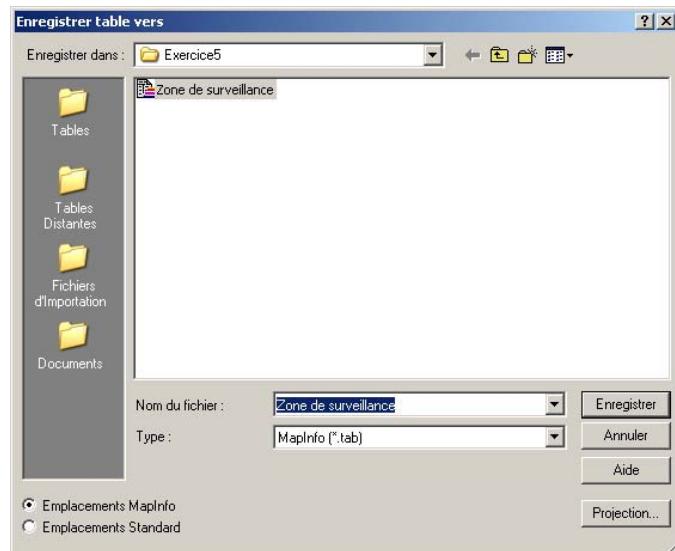 Enregistrer table vers
Enregistrer dans :
Exercice5
Zone de surveillance
Tables
Tables
Distantes
Fichiers
d'Importation
Documents
Nom du fichier :
Zone de surveillance
Enregistrer
Type :
MapInfo (*.tab)
Annuler
Aide
Emplacements MapInfo
Projection...
Emplacements Standard